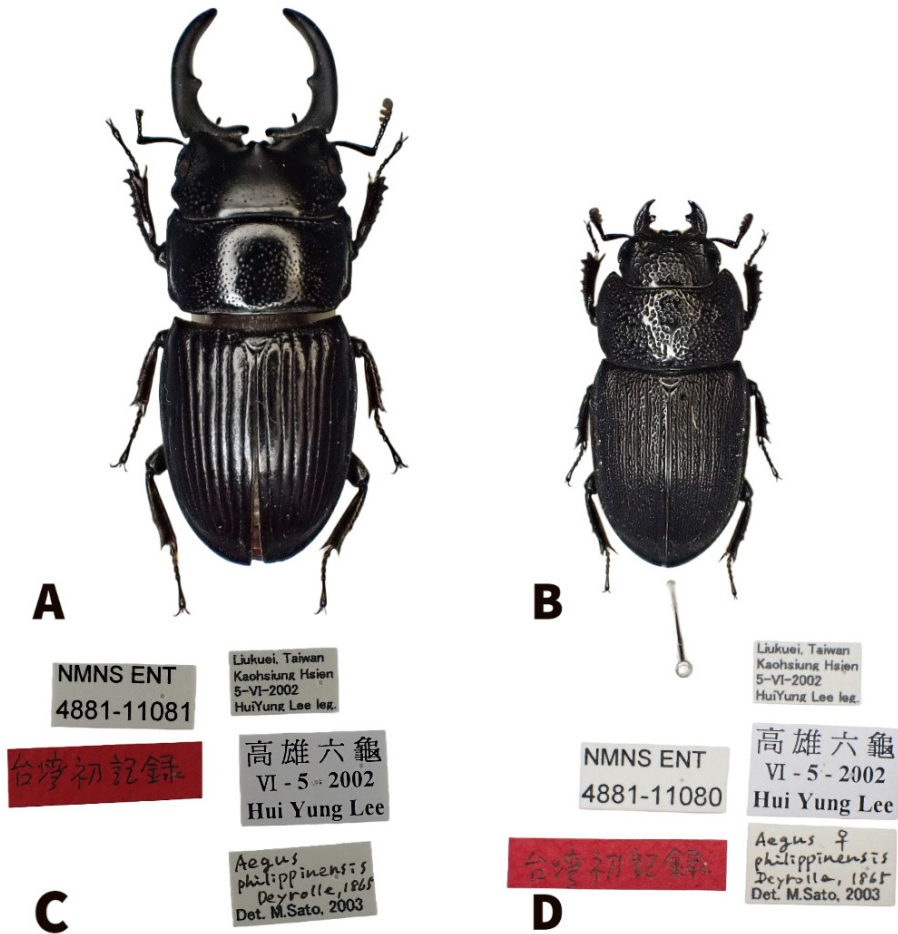 A
B
NMNS ENT
4881-11081
Liukuei, Taiwan
Kaohsiung Hsien
5-VI-2002
HuiYung Lee leg.
台灣初記録
高雄六龜
VI - 5 - 2002
Hui Yung Lee
Aegus
philippinensis
Deyrolle, 1865
Det. M.Sato, 2003
C
Liukuei, Taiwan
Kaohsiung Hsien
5-VI-2002
HuiYung Lee leg.
NMNS ENT
4881-11080
高雄六龜
VI - 5 - 2002
Hui Yung Lee
台灣初記録
Aegus ♀
philippinensis
Deyrolle, 1865
Det. M.Sato, 2003
D